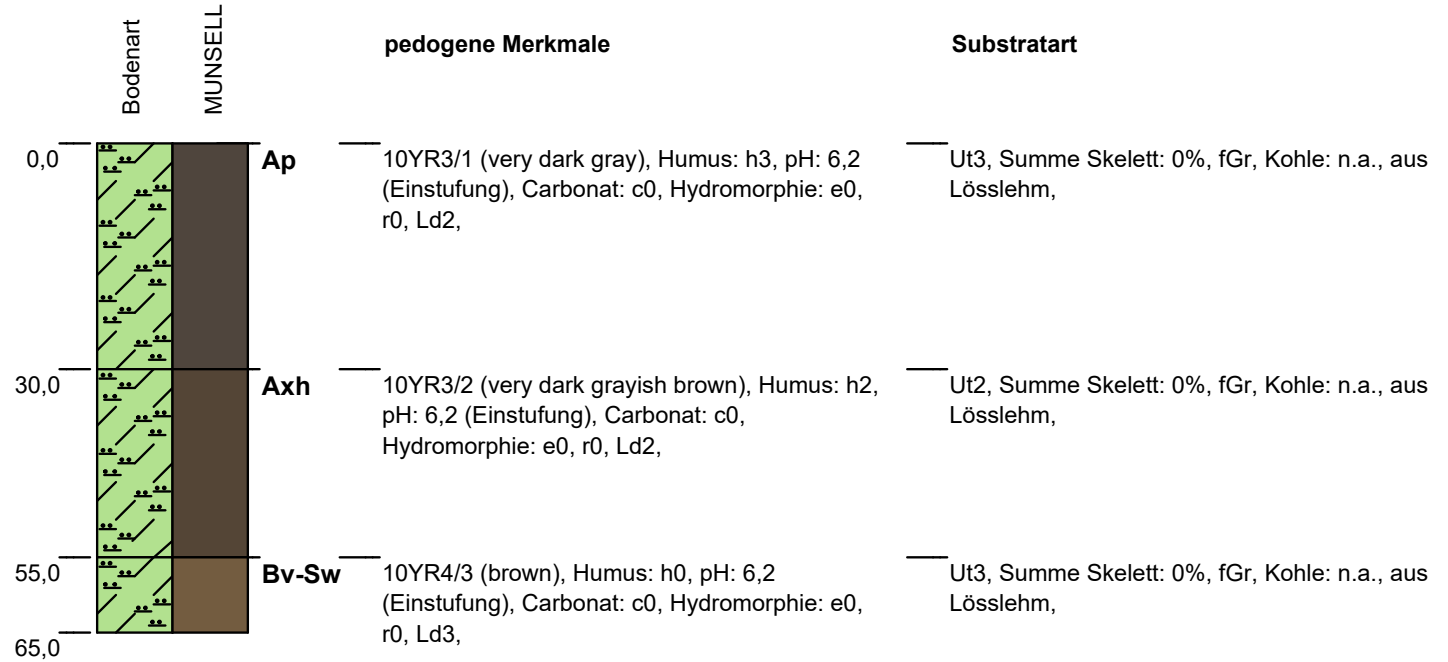 Bodenart
MUNSELL
pedogene Merkmale
Substratart
0,0
Ap
10YR3/1 (very dark gray), Humus: h3, pH: 6,2
(Einstufung), Carbonat: c0, Hydromorphie: e0,
r0, Ld2,
Ut3, Summe Skelett: 0%, fGr, Kohle: n.a., aus
Lösslehm,
30,0
Axh
10YR3/2 (very dark grayish brown), Humus: h2,
pH: 6,2 (Einstufung), Carbonat: c0,
Hydromorphie: e0, r0, Ld2,
Ut2, Summe Skelett: 0%, fGr, Kohle: n.a., aus
Lösslehm,
55,0
Bv-Sw
10YR4/3 (brown), Humus: h0, pH: 6,2
(Einstufung), Carbonat: c0, Hydromorphie: e0,
r0, Ld3,
Ut3, Summe Skelett: 0%, fGr, Kohle: n.a., aus
Lösslehm,
65,0